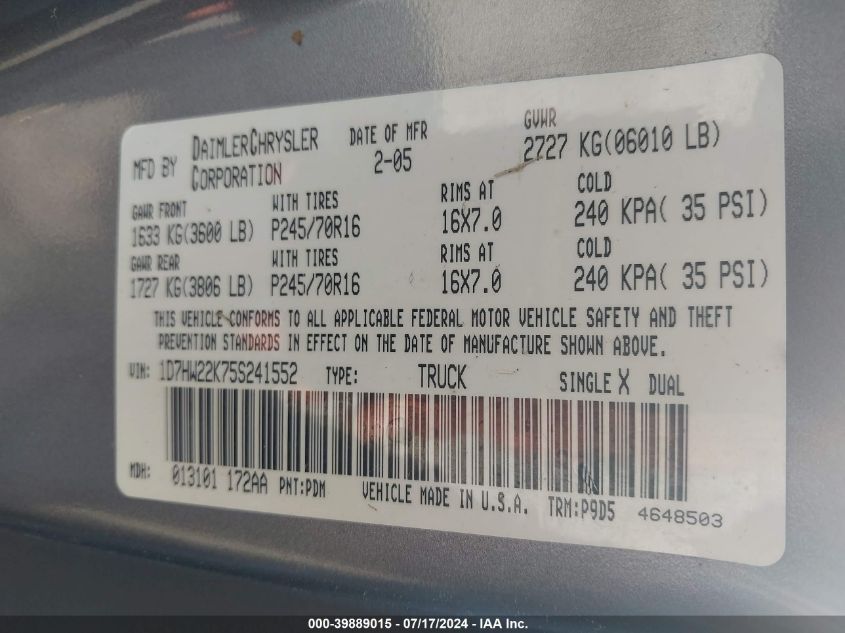 MFD BY DAIMLERCHRYSLER CORPORATION DATE OF MFR 2-05 GVWR 2727 KG(06010 LB)
GAWR FRONT WITH TIRES RIMS AT COLD
1633 KG(3600 LB) P245/70R16 16X7.0 240 KPA( 35 PSI)
GAWR REAR WITH TIRES RIMS AT COLD
1727 KG(3806 LB) P245/70R16 16X7.0 240 KPA( 35 PSI)
THIS VEHICLE CONFORMS TO ALL APPLICABLE FEDERAL MOTOR VEHICLE SAFETY AND THEFT
PREVENTION STANDARDS IN EFFECT ON THE DATE OF MANUFACTURE SHOWN ABOVE.
VIN: 1D7HW22K75S241552 TYPE: TRUCK SINGLE X DUAL
MDH: 013101 172AA PNT:PDM VEHICLE MADE IN U.S.A. TRM:P9D5 4648503
000-39889015 - 07/17/2024 - IAA Inc.